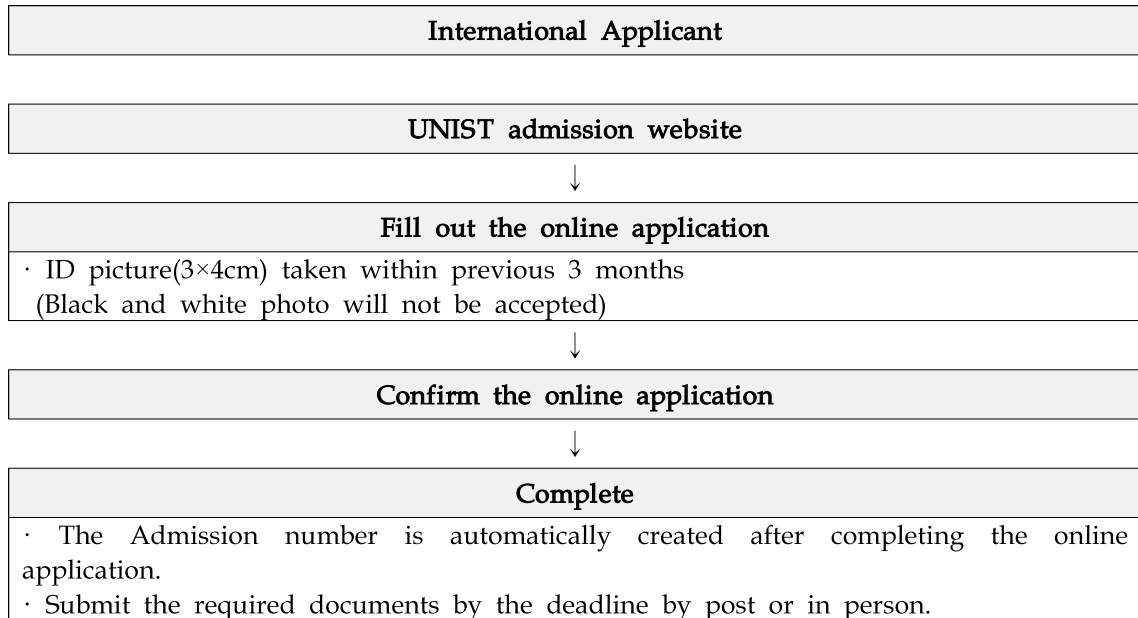 International Applicant
UNIST admission website
↓
Fill out the online application
· ID picture(3×4cm) taken within previous 3 months
(Black and white photo will not be accepted)
↓
Confirm the online application
↓
Complete
· The Admission number is automatically created after completing the online
application.
· Submit the required documents by the deadline by post or in person.